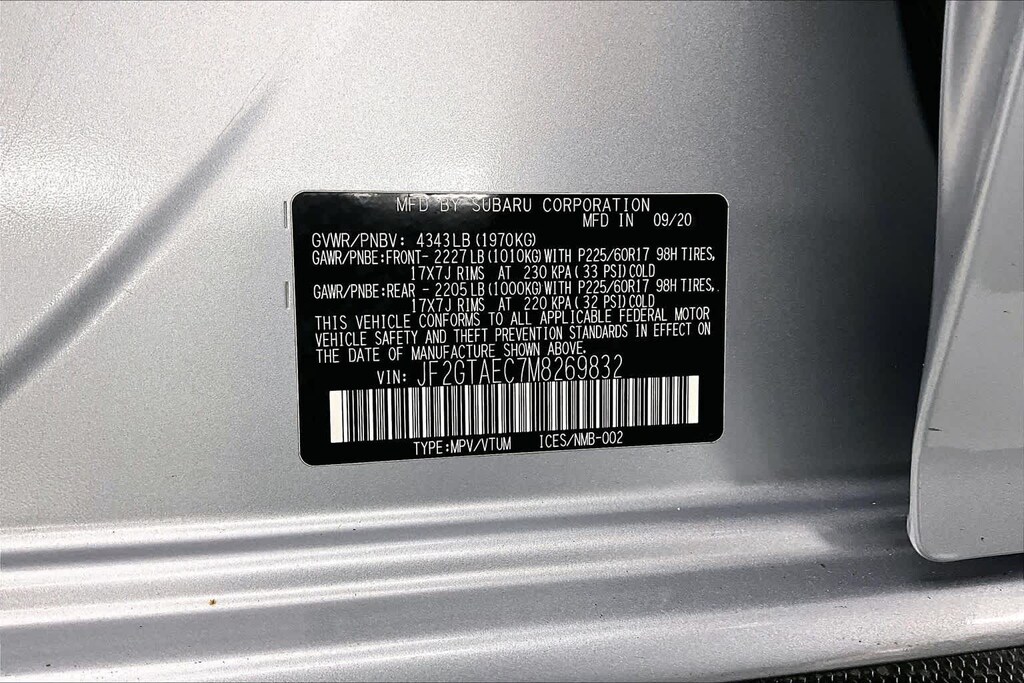 MFD BY SUBARU CORPORATION
MFD IN 09/20
GVWR/PNBV: 4343LB(1970KG)
GAWR/PNBE:FRONT- 2227LB(1010KG)WITH P225/60R17 98H TIRES,
17X7J RIMS AT 230 KPA(33 PSI)COLD
GAWR/PNBE:REAR - 2205LB(1000KG)WITH P225/60R17 98H TIRES,
17X7J RIMS AT 220 KPA(32 PSI)COLD
THIS VEHICLE CONFORMS TO ALL APPLICABLE FEDERAL MOTOR
VEHICLE SAFETY AND THEFT PREVENTION STANDARDS IN EFFECT ON
THE DATE OF MANUFACTURE SHOWN ABOVE.
VIN: JF2GTAEC7M8269832
TYPE:MPV/VTUM ICES/NMB-002